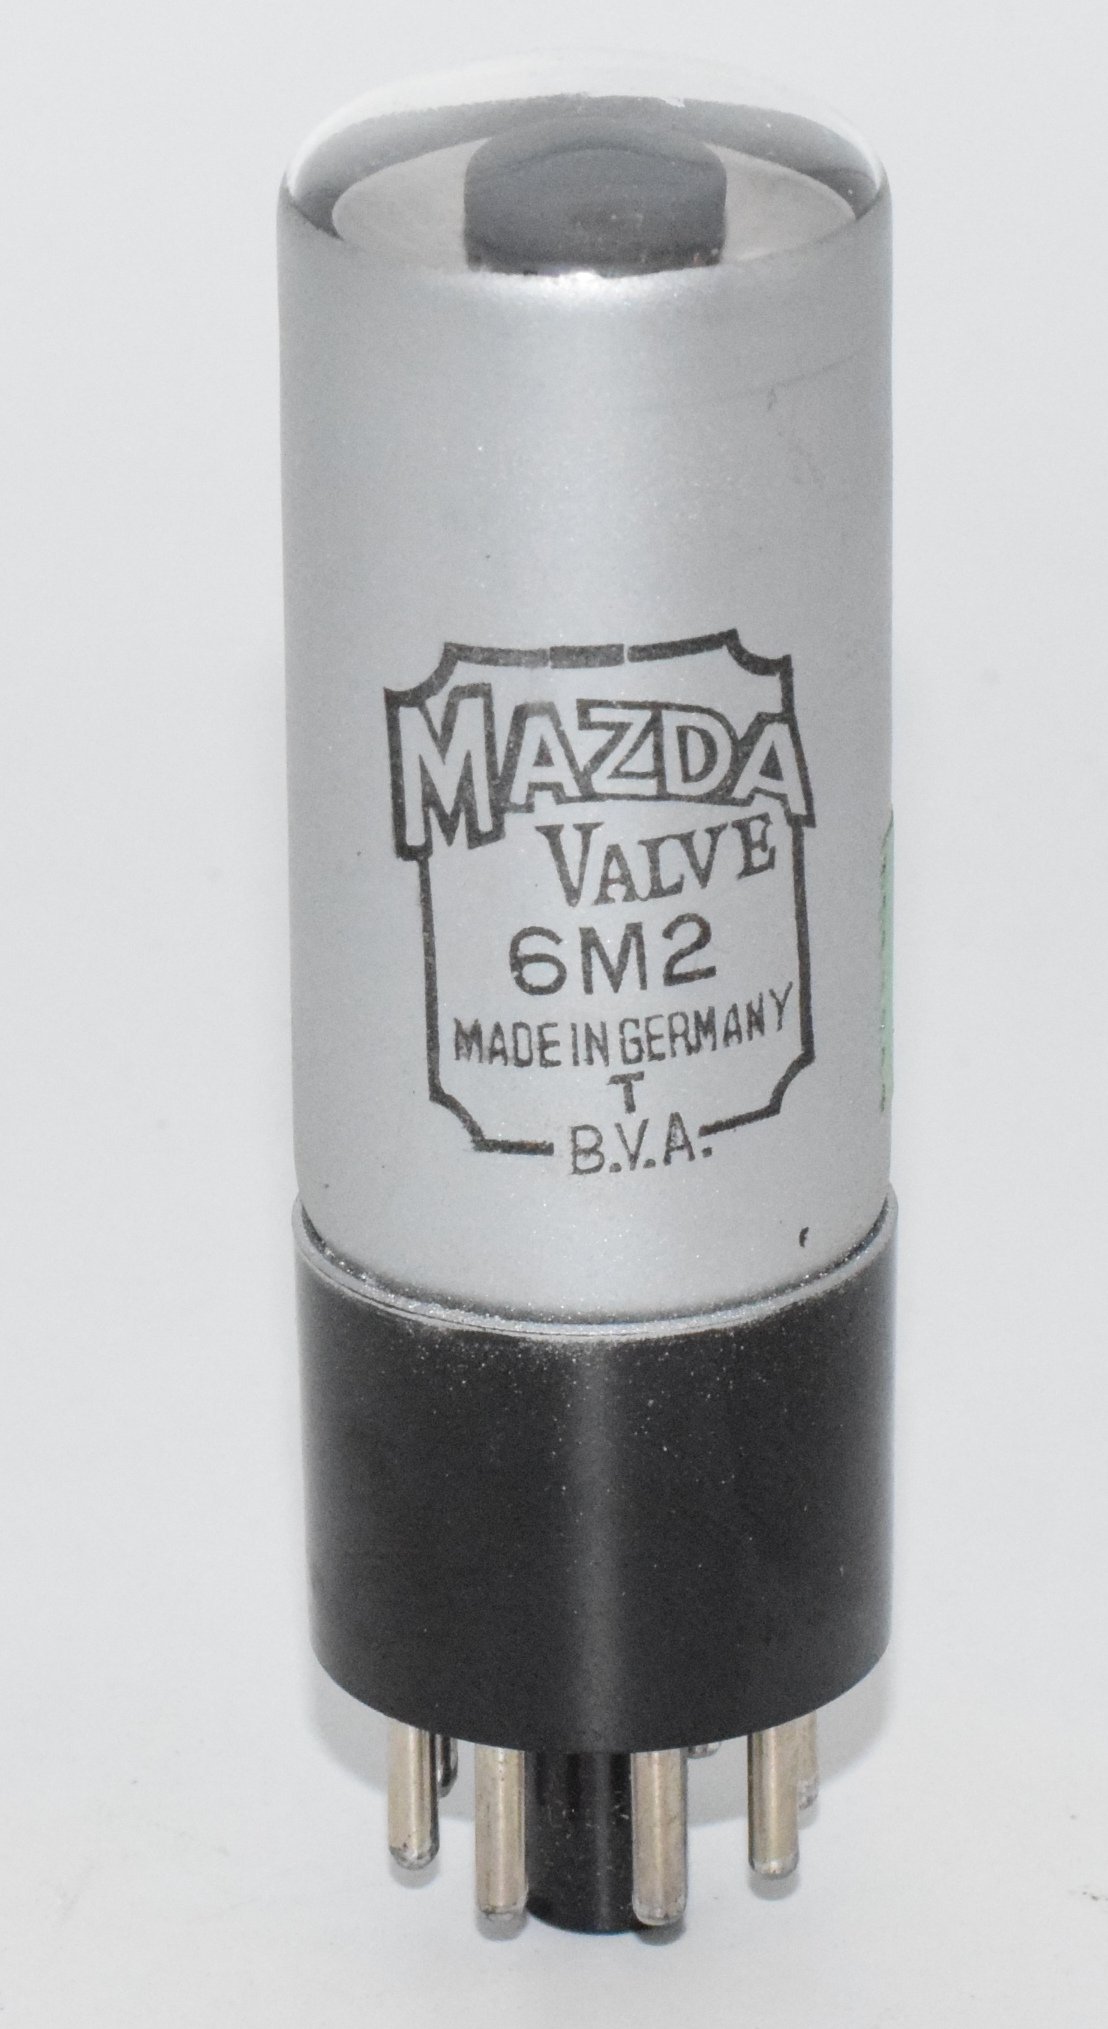 MAZDA
VALVE
6M2
MADE IN GERMANY
T
B.V.A.